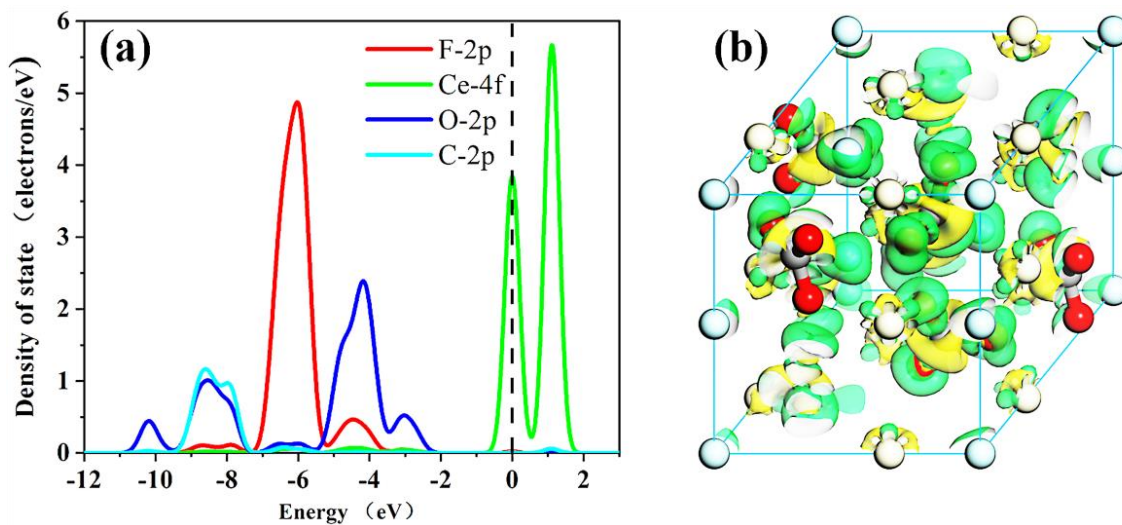 (a)
F-2p
Ce-4f
O-2p
C-2p
Density of state（electrons/eV）
6
5
4
3
2
1
0
-12 -10 -8 -6 -4 -2 0 2
Energy （eV）
(b)